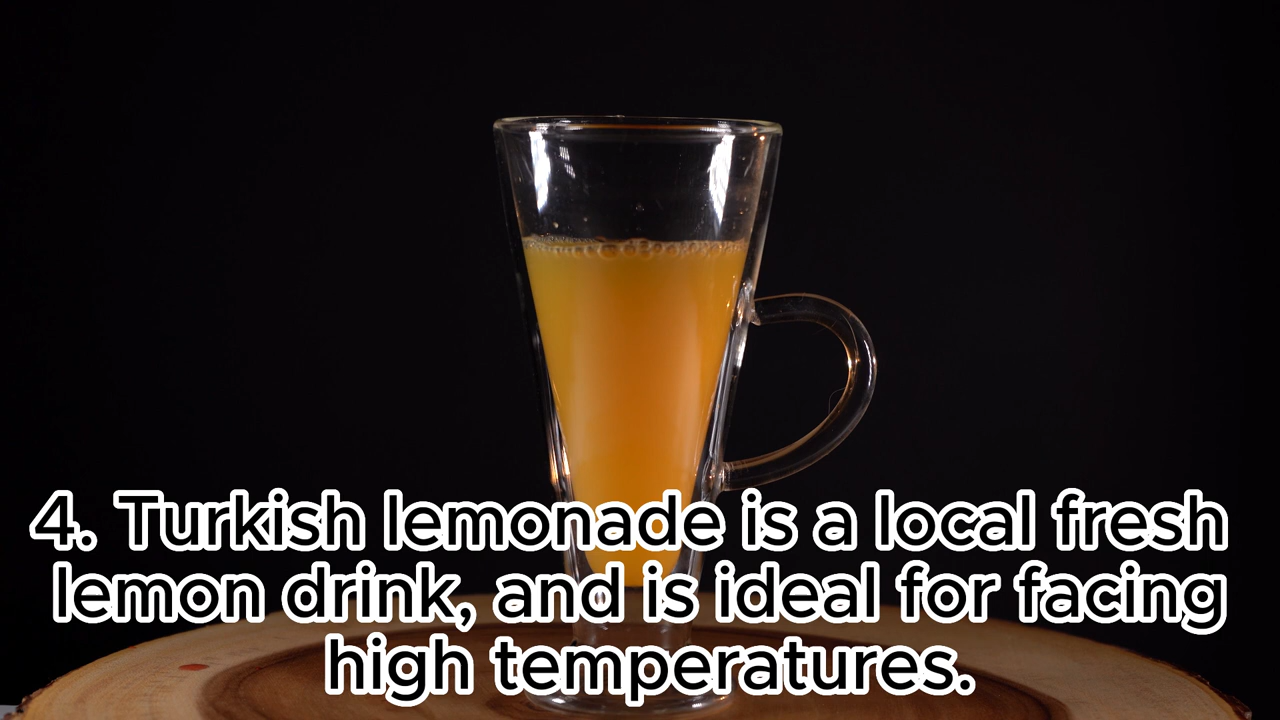 4. Turkish lemonade is a local fresh
lemon drink, and is ideal for facing
high temperatures.